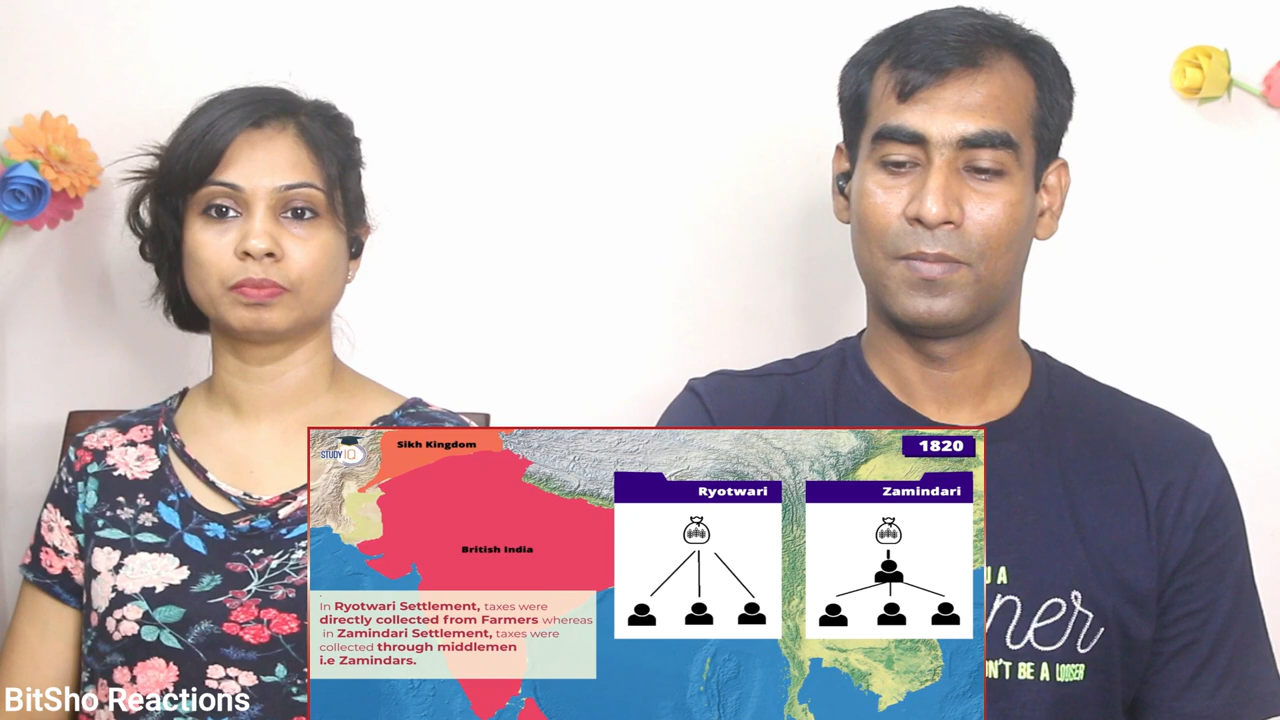 Sikh Kingdom
1820
STUDY IQ
Ryotwari
Zamindari
British India
In Ryotwari Settlement, taxes were
directly collected from Farmers whereas
in Zamindari Settlement, taxes were
collected through middlemen
i.e Zamindars.
ner
ON'T BE A LOOSER
BitSho Reactions